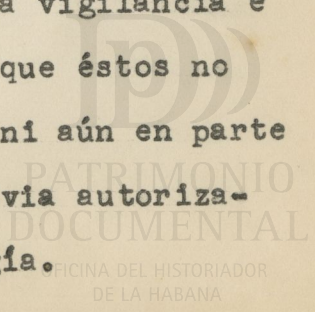 a vigilancia e
que éstos no
ni aún en parte
via autoriza-
ía.
PATRIMONIO
DOCUMENTAL
OFICINA DEL HISTORIADOR
DE LA HABANA